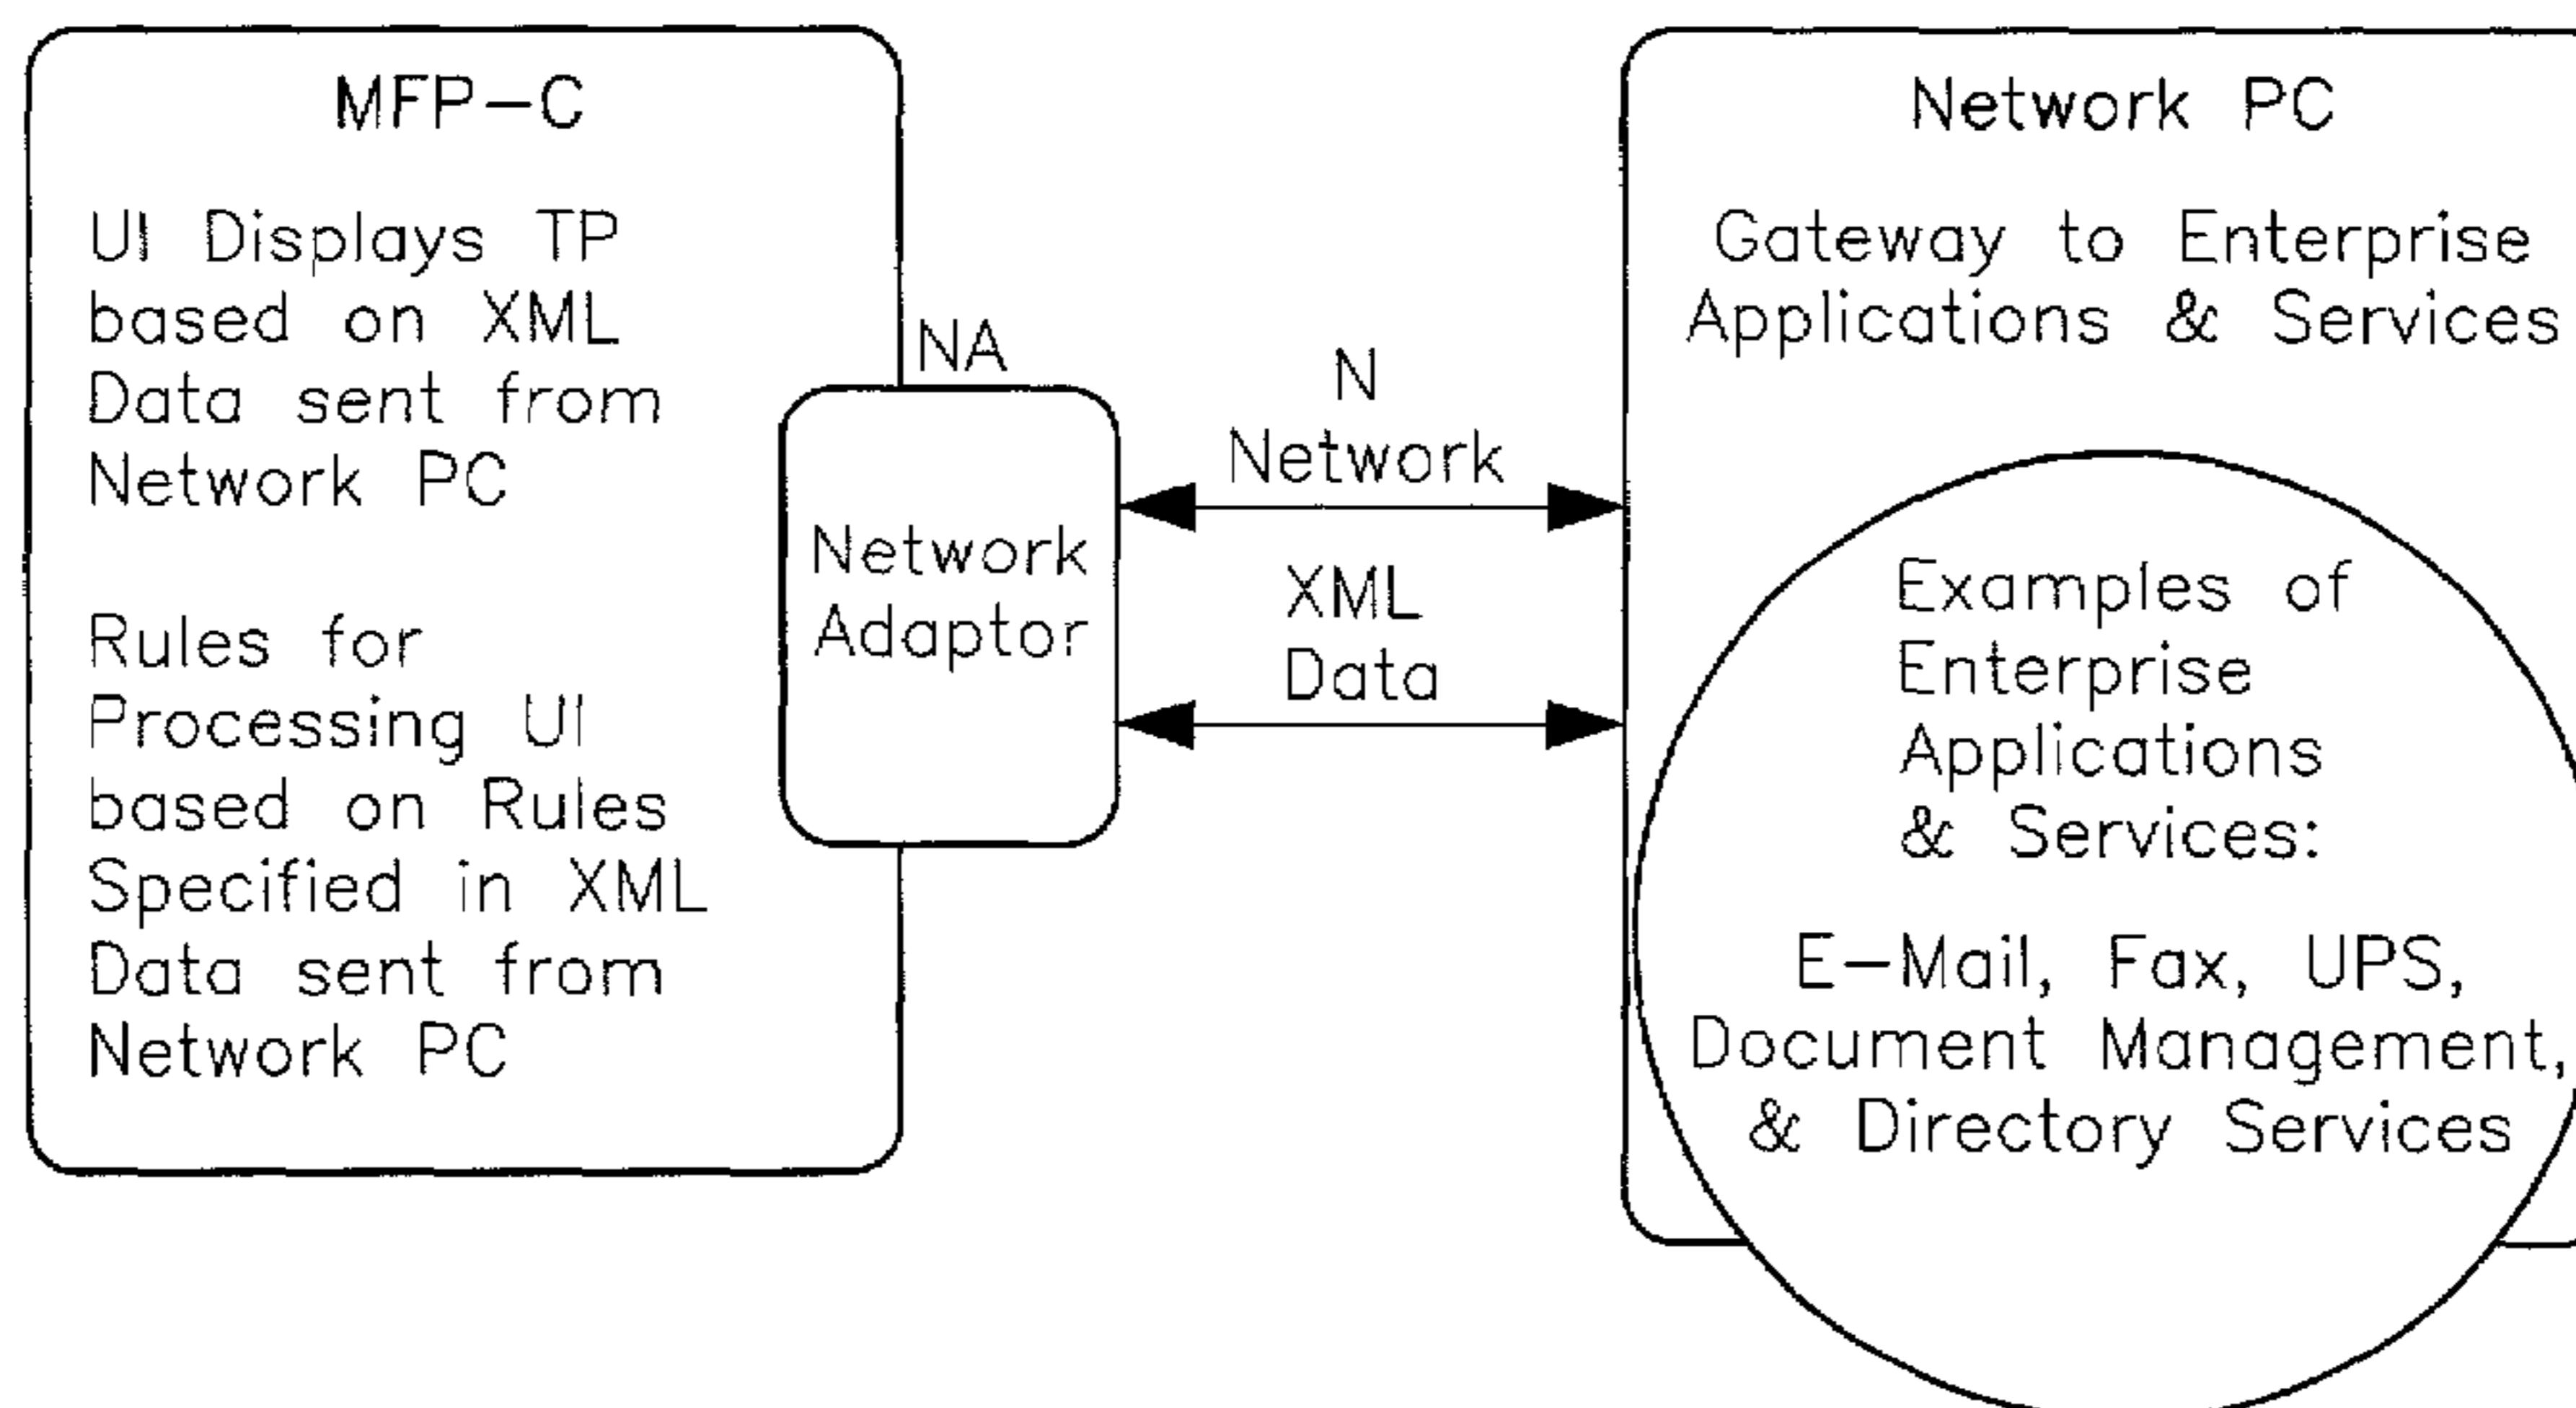 MFP-C
UI Displays TP
based on XML
Data sent from
Network PC
Rules for
Processing UI
based on Rules
Specified in XML
Data sent from
Network PC
NA
Network
Adaptor
N
Network
XML
Data
Network PC
Gateway to Enterprise
Applications & Services
Examples of
Enterprise
Applications
& Services:
E-Mail, Fax, UPS,
Document Management,
& Directory Services